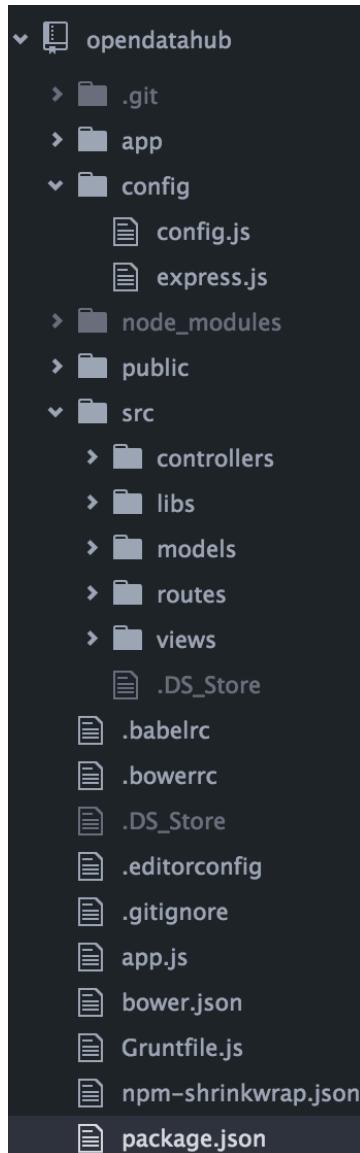 opendatahub
.git
app
config
config.js
express.js
node_modules
public
src
controllers
libs
models
routes
views
.DS_Store
.babelrc
.bowerrc
.DS_Store
.editorconfig
.gitignore
app.js
bower.json
Gruntfile.js
npm-shrinkwrap.json
package.json